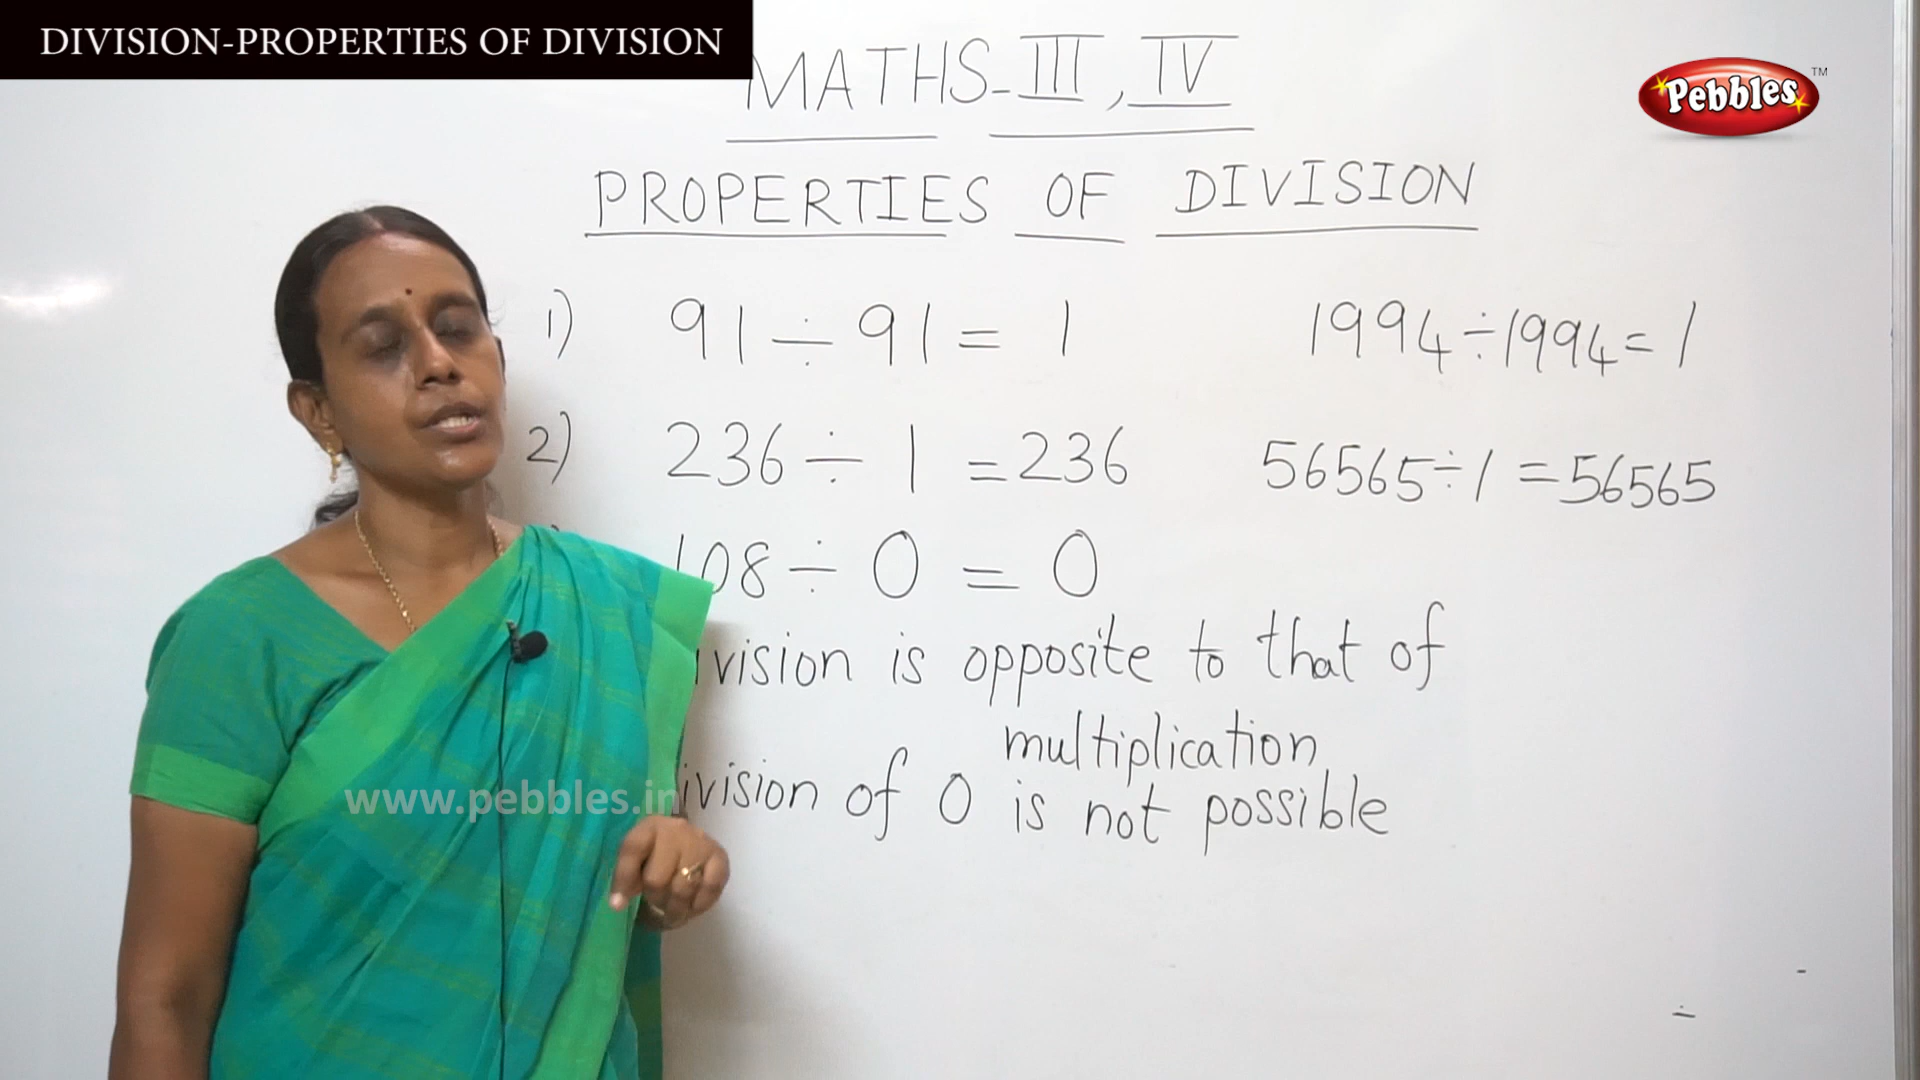 DIVISION-PROPERTIES OF DIVISION
MATHS-III, IV
Pebbles TM
PROPERTIES OF DIVISION
1) 91 ÷ 91 = 1 1994÷1994=1
2) 236 ÷ 1 = 236 56565÷1 = 56565
108 ÷ 0 = 0
ivision is opposite to that of
multiplication
ivision of 0 is not possible
www.pebbles.in